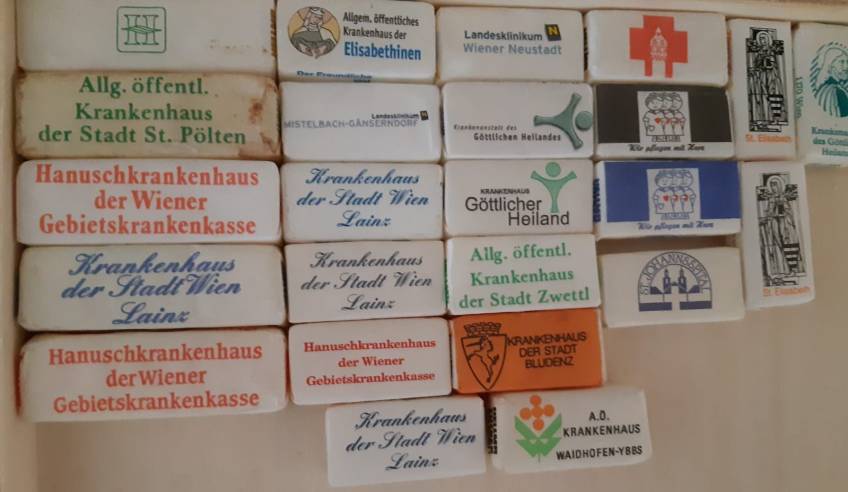 Allgem. öffentliches
Krankenhaus der
Elisabethinen
Der Freundliche
Landesklinikum N
Wiener Neustadt
St. Elisabeth
Allg. öffentl.
Krankenhaus
der Stadt St. Pölten
Landesklinikum N
MISTELBACH-GÄNSERNDORF
Krankenanstalt des
Göttlichen Heilandes
Wir pflegen mit Herz
Hanuschkrankenhaus
der Wiener
Gebietskrankenkasse
Krankenhaus
der Stadt Wien
Lainz
KRANKENHAUS
Göttlicher
Heiland
Wir pflegen mit Herz
St. Elisabeth
Krankenhaus
der Stadt Wien
Lainz
Krankenhaus
der Stadt Wien
Lainz
Allg. öffentl.
Krankenhaus
der Stadt Zwettl
ST. JOHANNSSPITAL
Hanuschkrankenhaus
der Wiener
Gebietskrankenkasse
Hanuschkrankenhaus
der Wiener
Gebietskrankenkasse
KRANKENHAUS
DER STADT
BLUDENZ
Krankenhaus
der Stadt Wien
Lainz
A.Ö.
KRANKENHAUS
WAIDHOFEN-YBBS